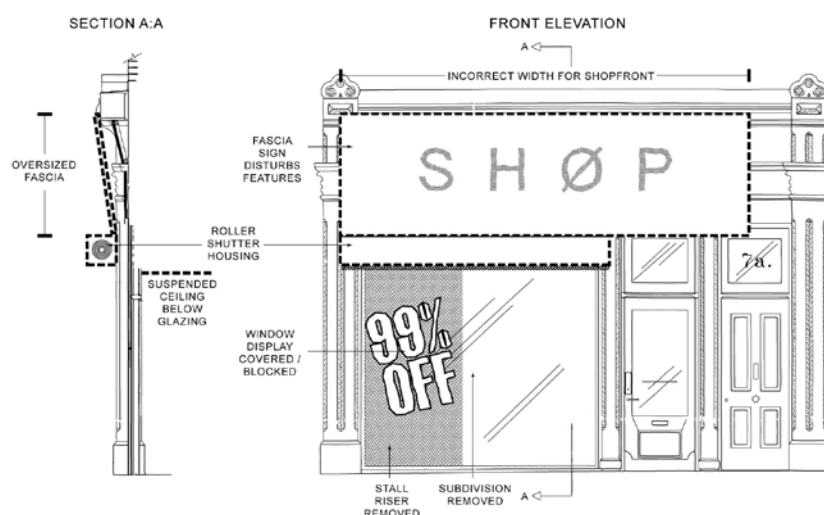 SECTION A:A
FRONT ELEVATION
A
INCORRECT WIDTH FOR SHOPFRONT
OVERSIZED
FASCIA
FASCIA
SIGN
DISTURBS
FEATURES
SHØP
ROLLER
SHUTTER
HOUSING
7a.
SUSPENDED
CEILING
BELOW
GLAZING
WINDOW
DISPLAY
COVERED /
BLOCKED
99%
OFF
STALL
RISER
REMOVED
SUBDIVISION
REMOVED
A